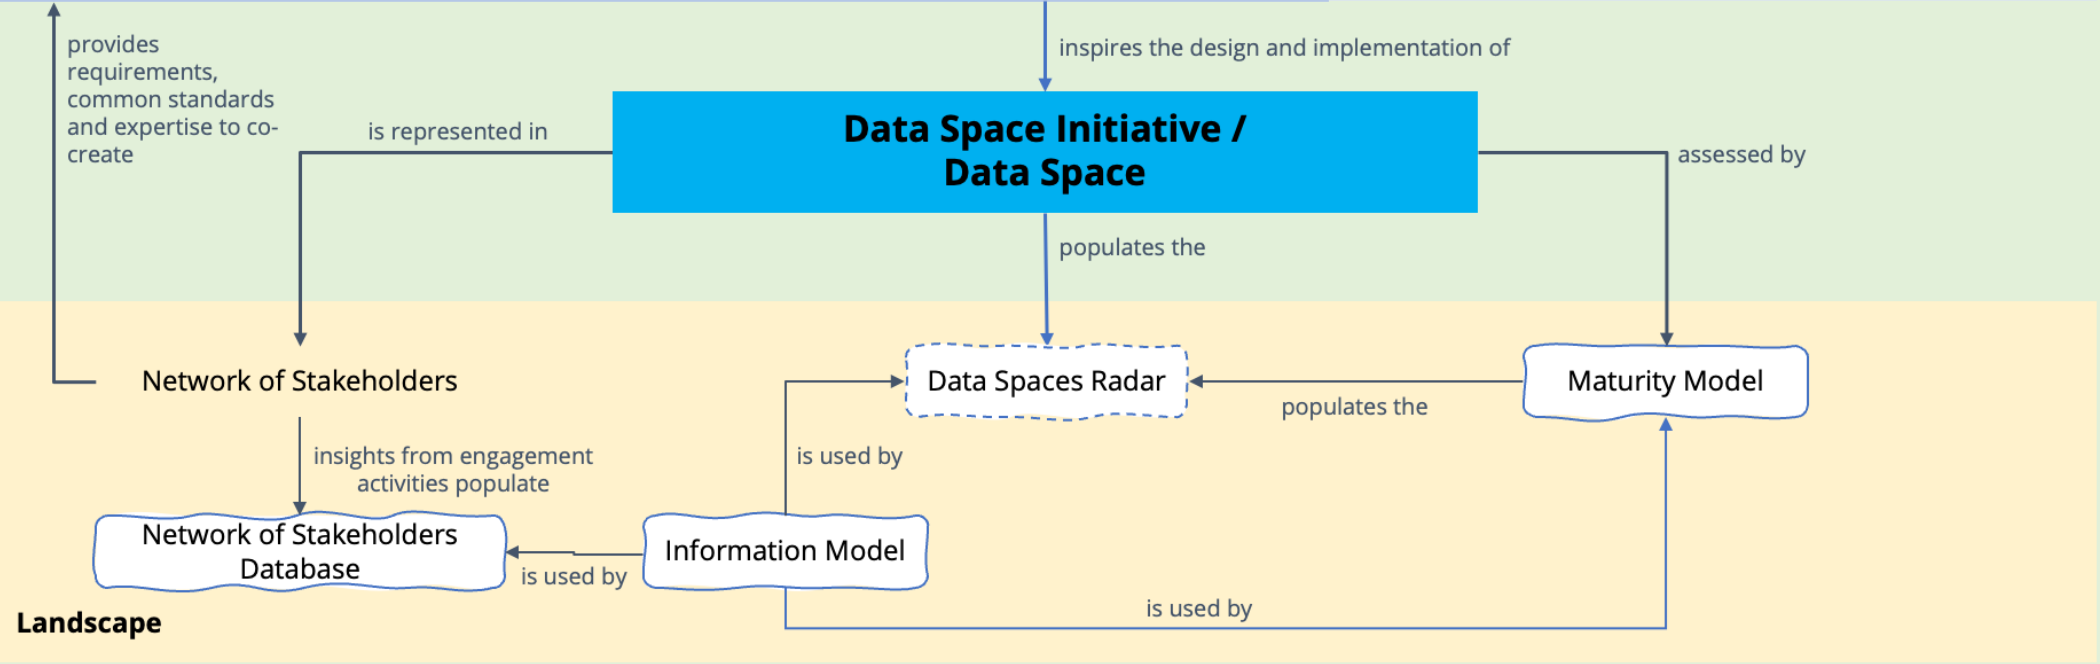 provides
requirements,
common standards
and expertise to co-
create
inspires the design and implementation of
is represented in
Data Space Initiative /
Data Space
assessed by
populates the
Network of Stakeholders
Data Spaces Radar
populates the
Maturity Model
insights from engagement
activities populate
is used by
Network of Stakeholders
Database
is used by
Information Model
is used by
Landscape